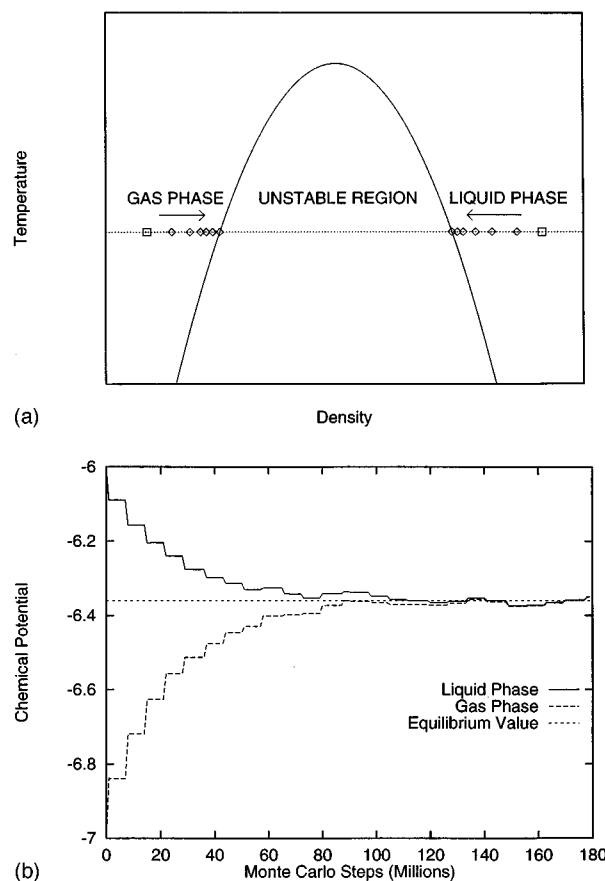 Temperature
GAS PHASE
UNSTABLE REGION
LIQUID PHASE
(a)
Density
-6
-6.2
-6.4
-6.6
-6.8
-7
Chemical Potential
Liquid Phase
Gas Phase
Equilibrium Value
0 20 40 60 80 100 120 140 160 180
(b)
Monte Carlo Steps (Millions)